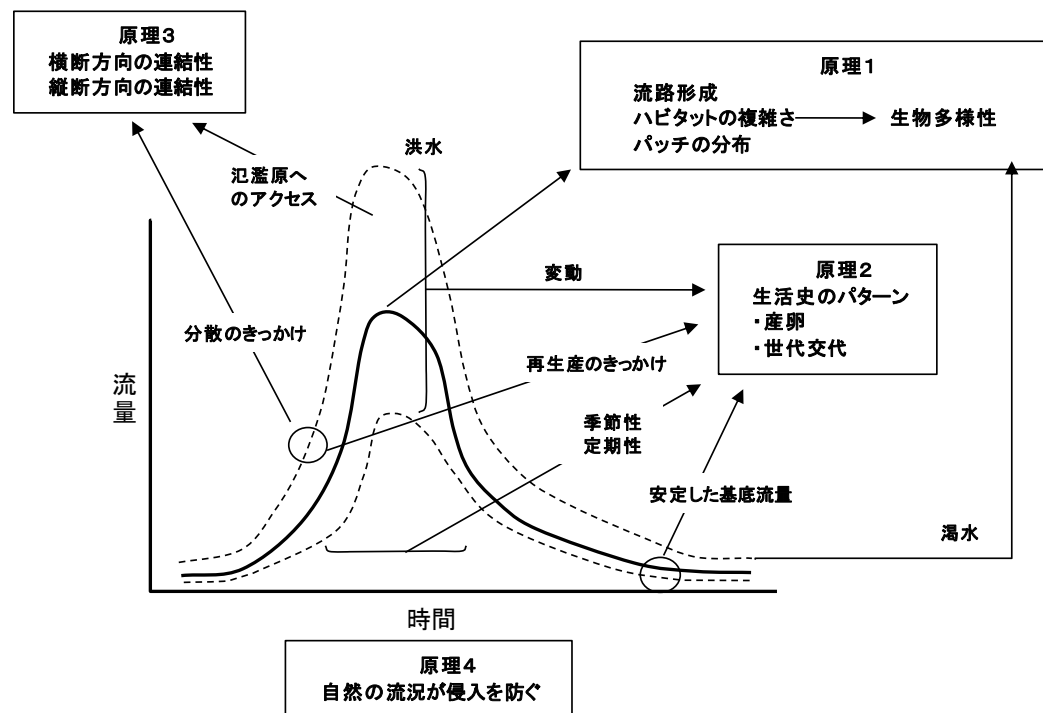 原理3
横断方向の連結性
縦断方向の連結性
原理1
流路形成
ハビタットの複雑さ
生物多様性
パッチの分布
洪水
氾濫原へ
のアクセス
変動
原理2
生活史のパターン
・産卵
・世代交代
分散のきっかけ
再生産のきっかけ
流量
季節性
定期性
安定した基底流量
渇水
時間
原理4
自然の流況が侵入を防ぐ